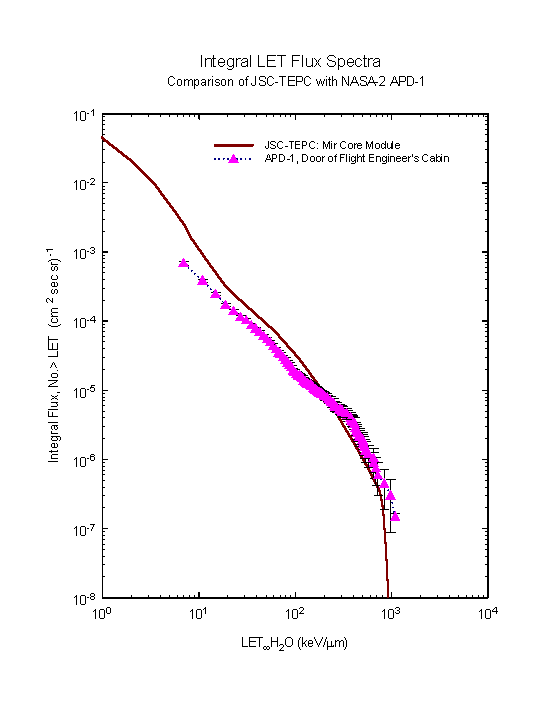 Integral LET Flux Spectra
Comparison of JSC-TEPC with NASA-2 APD-1
JSC-TEPC: Mir Core Module
APD-1, Door of Flight Engineer's Cabin
Integral Flux, No.> LET (cm² sec sr)⁻¹
10⁻¹
10⁻²
10⁻³
10⁻⁴
10⁻⁵
10⁻⁶
10⁻⁷
10⁻⁸
10⁰ 10¹ 10² 10³ 10⁴
LET∞H₂O (keV/μm)